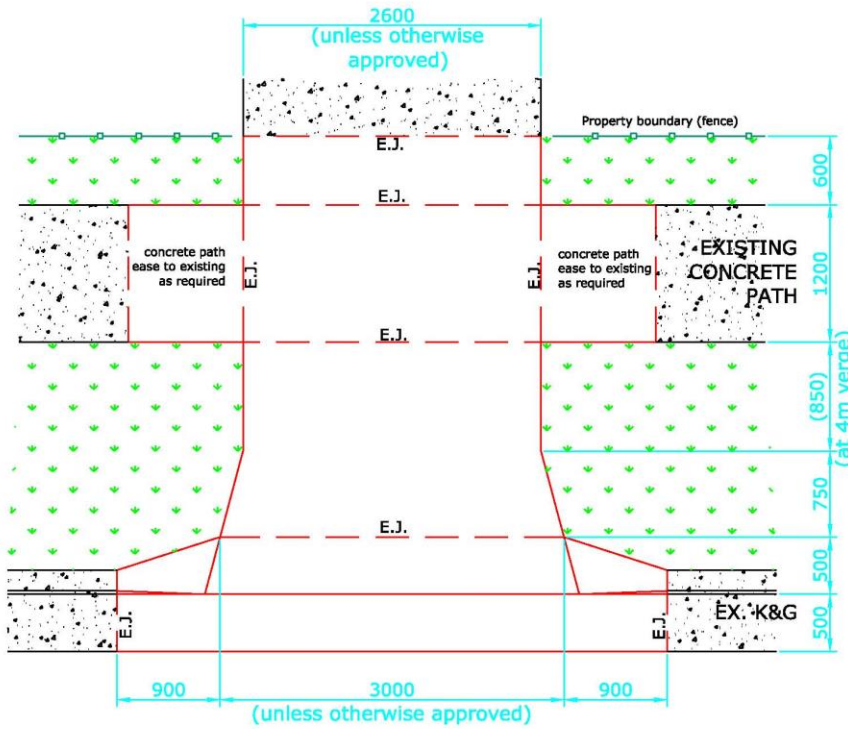 2600
(unless otherwise
approved)
Property boundary (fence)
E.J.
600
E.J.
concrete path
ease to existing
as required
E.J.
E.J.
concrete path
ease to existing
as required
EXISTING
CONCRETE
PATH
1200
E.J.
(850)
(at 4m verge)
750
E.J.
500
E.J.
E.J.
EX. K&G
500
900
3000
900
(unless otherwise approved)